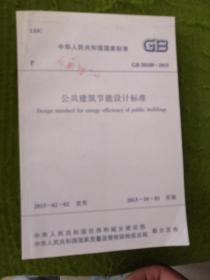 UDC
中华人民共和国国家标准 GB
P GB 50189-2015
公共建筑节能设计标准
Design standard for energy efficiency of public buildings
2015-02-02 发布 2015-10-01 实施
中华人民共和国住房和城乡建设部
中华人民共和国国家质量监督检验检疫总局 联合发布